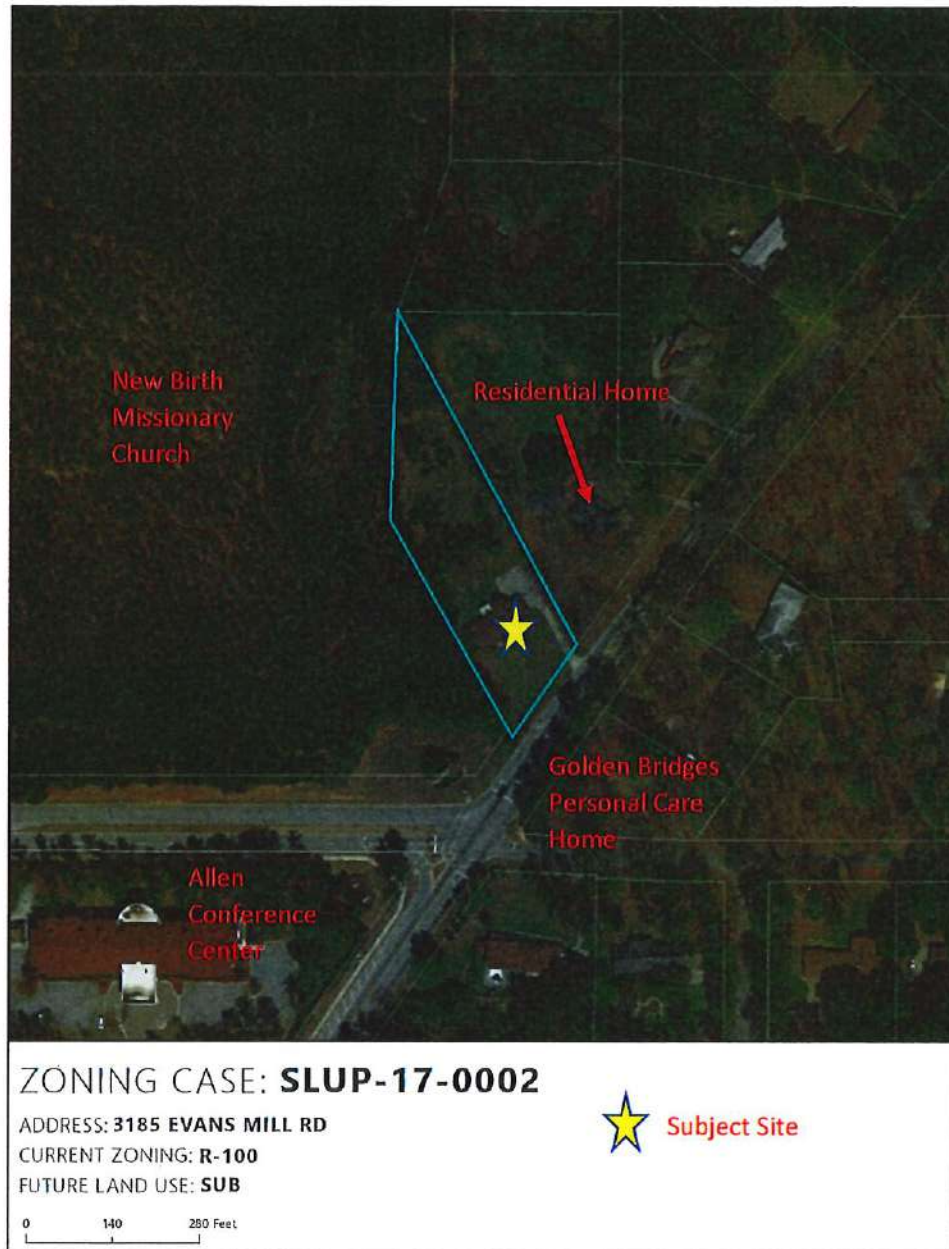 New Birth
Missionary
Church
Residential Home
Golden Bridges
Personal Care
Home
Allen
Conference
Center
ZONING CASE: SLUP-17-0002
ADDRESS: 3185 EVANS MILL RD
CURRENT ZONING: R-100
FUTURE LAND USE: SUB
Subject Site
0 140 280 Feet